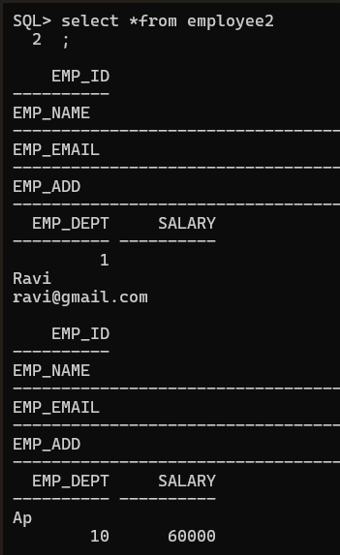 SQL> select *from employee2
  2  ;

    EMP_ID
----------
EMP_NAME
----------------------------------
EMP_EMAIL
----------------------------------
EMP_ADD
----------------------------------
  EMP_DEPT     SALARY
---------- ----------
         1
Ravi
ravi@gmail.com

    EMP_ID
----------
EMP_NAME
----------------------------------
EMP_EMAIL
----------------------------------
EMP_ADD
----------------------------------
  EMP_DEPT     SALARY
---------- ----------
Ap
        10      60000